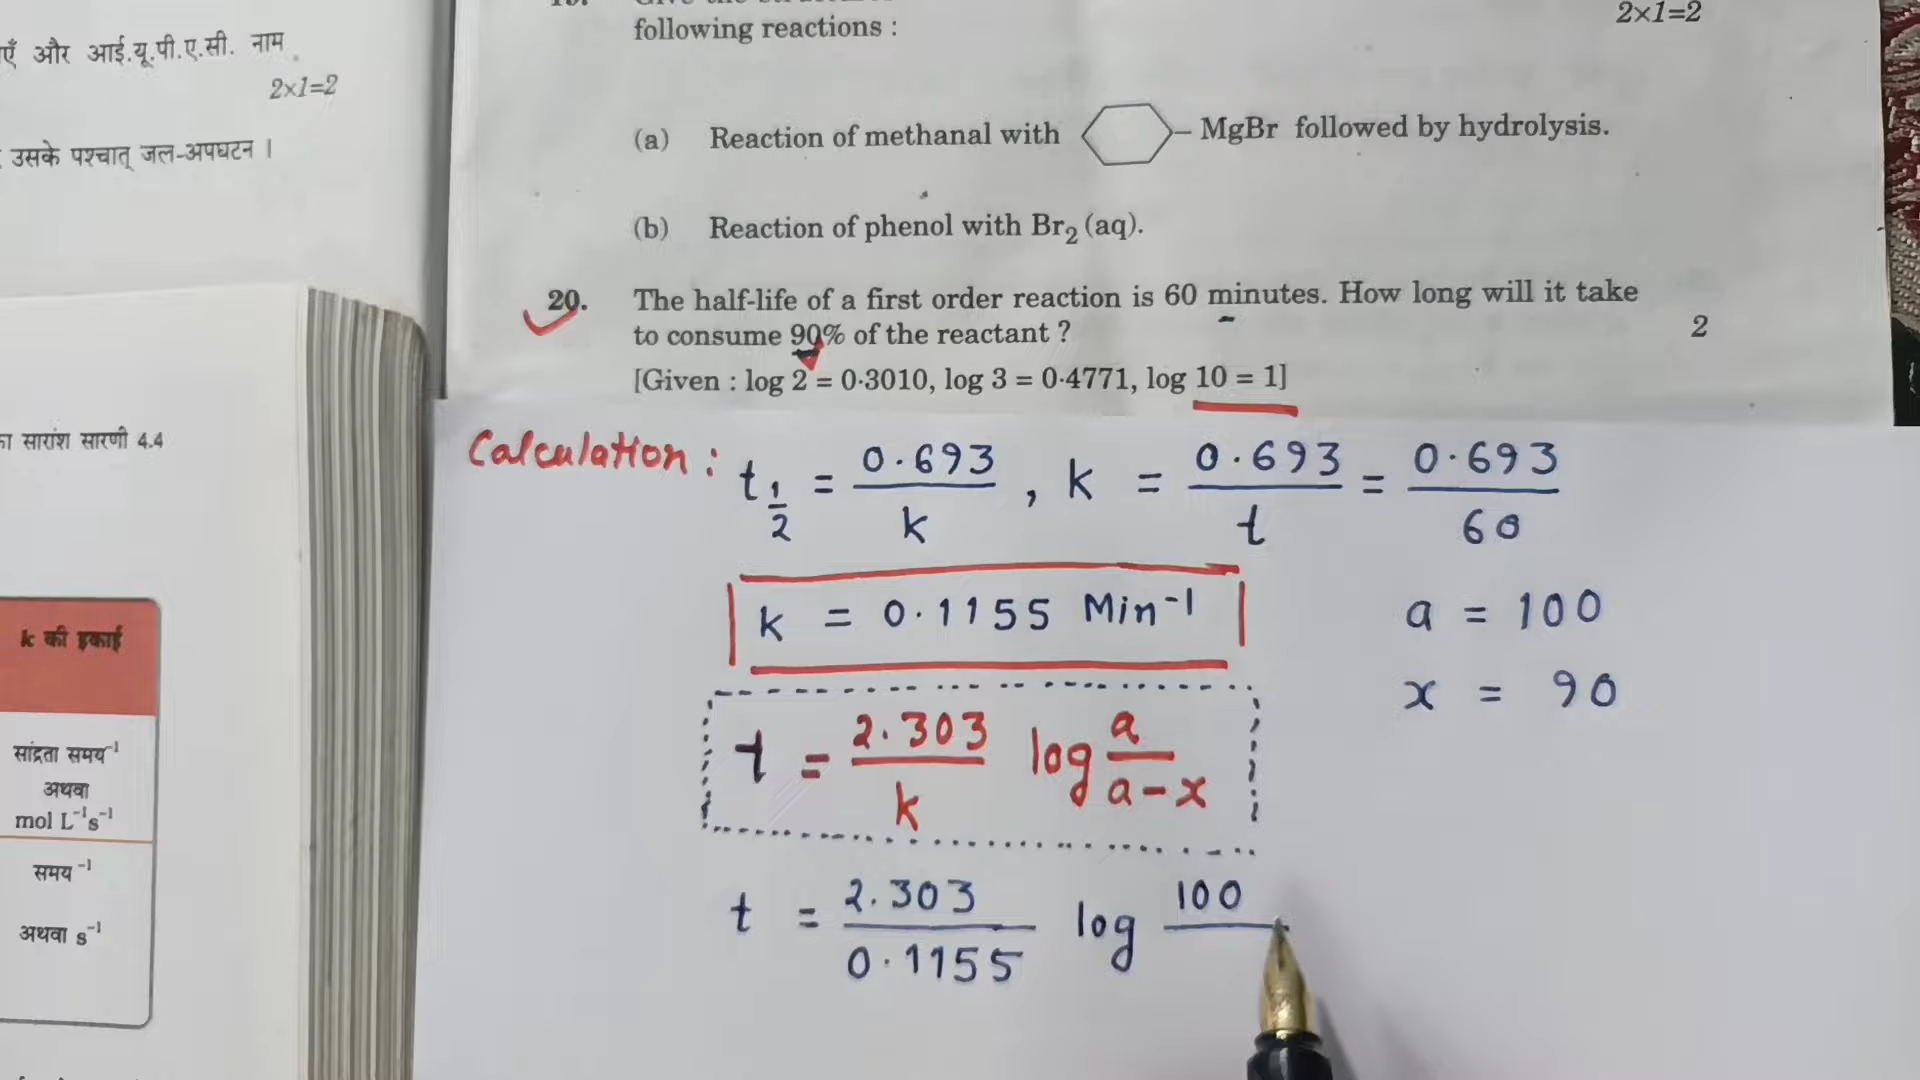 और आई.यू.पी.ए.सी. नाम
2×1=2
उसके पश्चात् जल-अपघटन।
सारांश सारणी 4.4
k की इकाई
सांद्रता समय⁻¹
अथवा
mol L⁻¹s⁻¹
समय⁻¹
अथवा s⁻¹
following reactions :
2×1=2
(a) Reaction of methanal with – MgBr followed by hydrolysis.
(b) Reaction of phenol with Br₂ (aq).
20. The half-life of a first order reaction is 60 minutes. How long will it take
to consume 90% of the reactant ? 2
[Given : log 2 = 0·3010, log 3 = 0·4771, log 10 = 1]
Calculation : t 1/2 = 0.693/k , k = 0.693/t = 0.693/60
k = 0.1155 Min⁻¹
a = 100
x = 90
t = 2.303/k log a/a-x
t = 2.303/0.1155 log 100